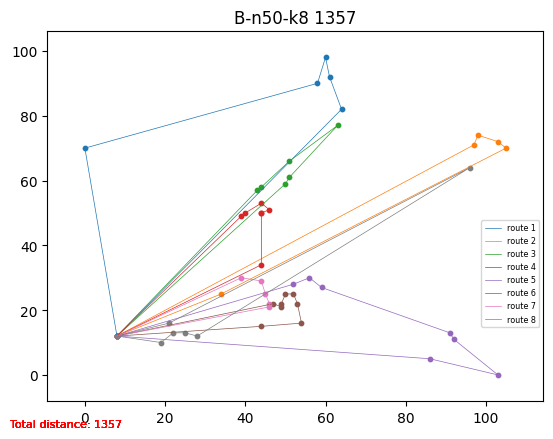 B-n50-k8 1357
100
80
60
40
20
0
0 20 40 60 80 100
route 1
route 2
route 3
route 4
route 5
route 6
route 7
route 8
Total distance: 1357